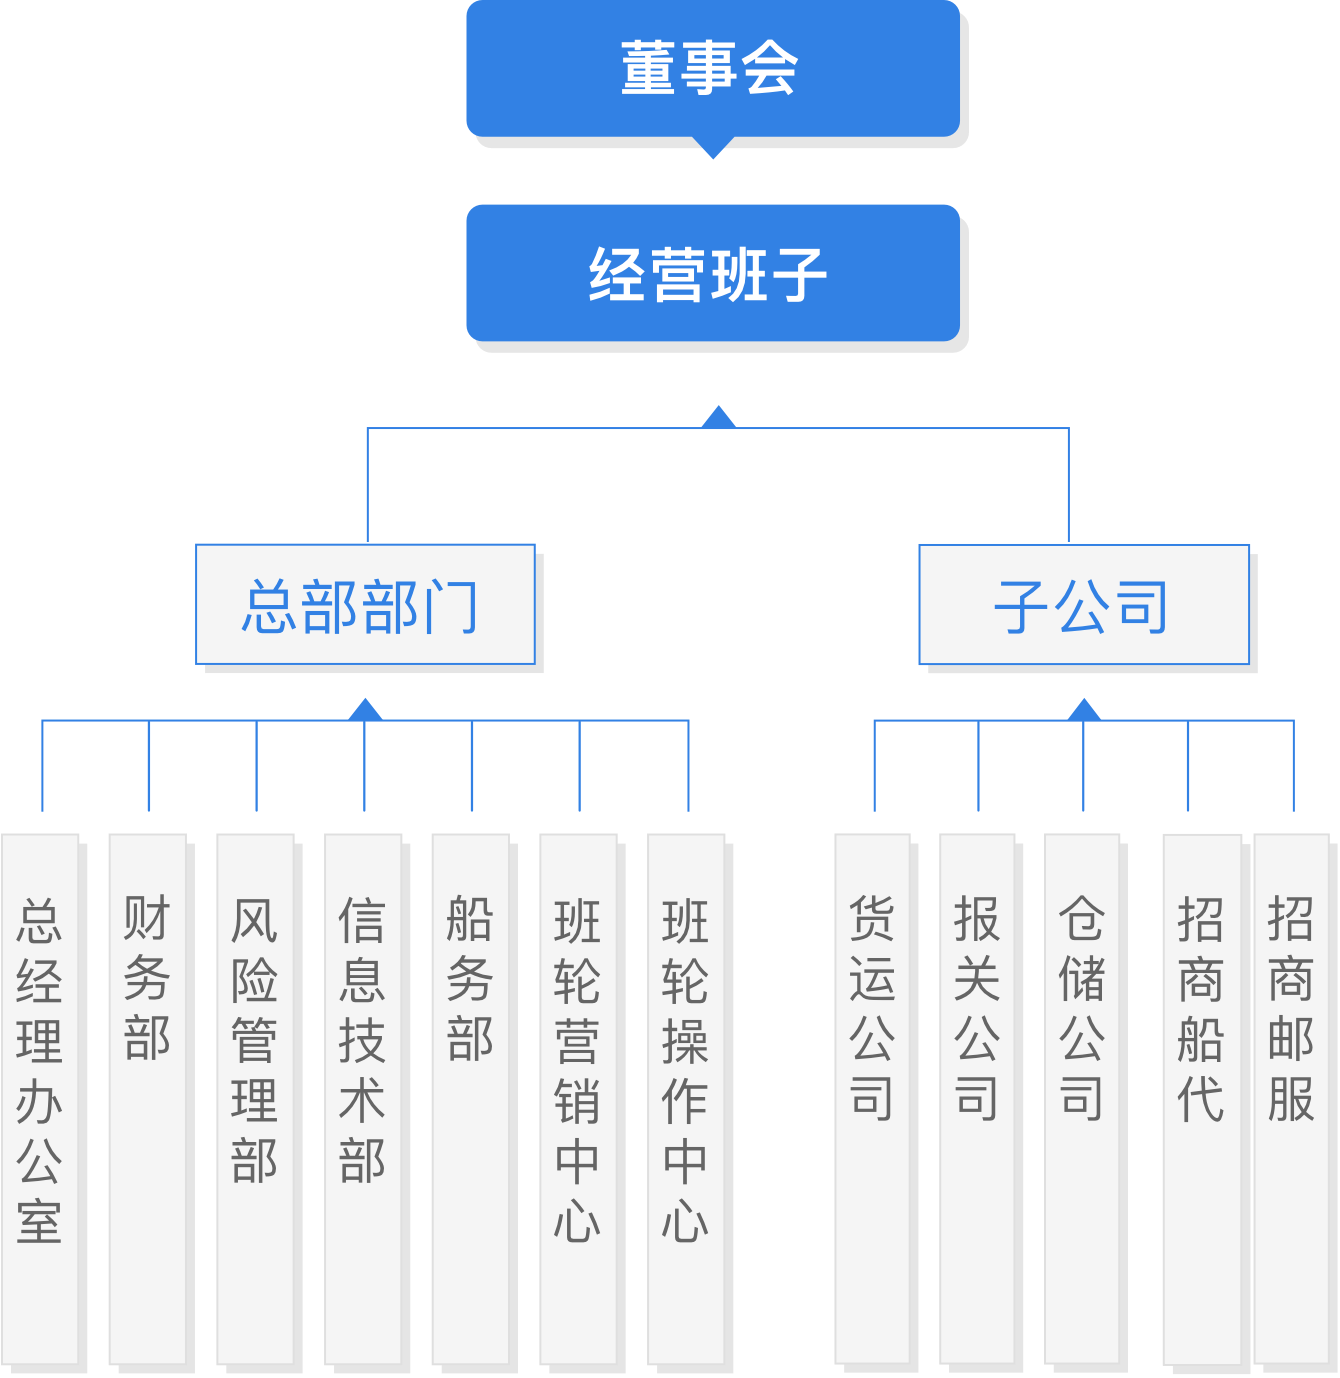 董事会
经营班子
总部部门
子公司
总经理办公室
财务部
风险管理部
信息技术部
船务部
班轮营销中心
班轮操作中心
货运公司
报关公司
仓储公司
招商船代
招商邮服